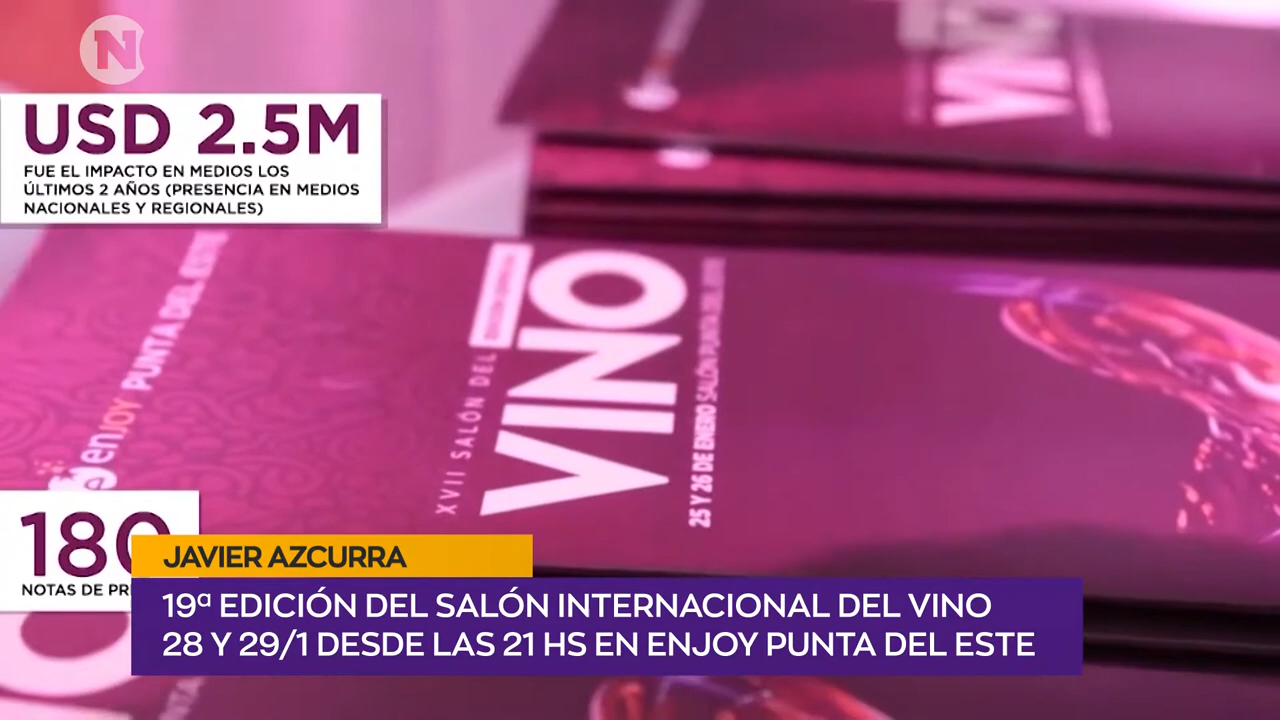 N
USD 2.5M
FUE EL IMPACTO EN MEDIOS LOS
ÚLTIMOS 2 AÑOS (PRESENCIA EN MEDIOS
NACIONALES Y REGIONALES)
VINO
enjoy PUNTA DEL ESTE
XVII SALÓN DEL
VINO
25 Y 26 DE ENERO SALÓN PUNTA DEL ESTE
180
NOTAS DE PR
JAVIER AZCURRA
19ª EDICIÓN DEL SALÓN INTERNACIONAL DEL VINO
28 Y 29/1 DESDE LAS 21 HS EN ENJOY PUNTA DEL ESTE